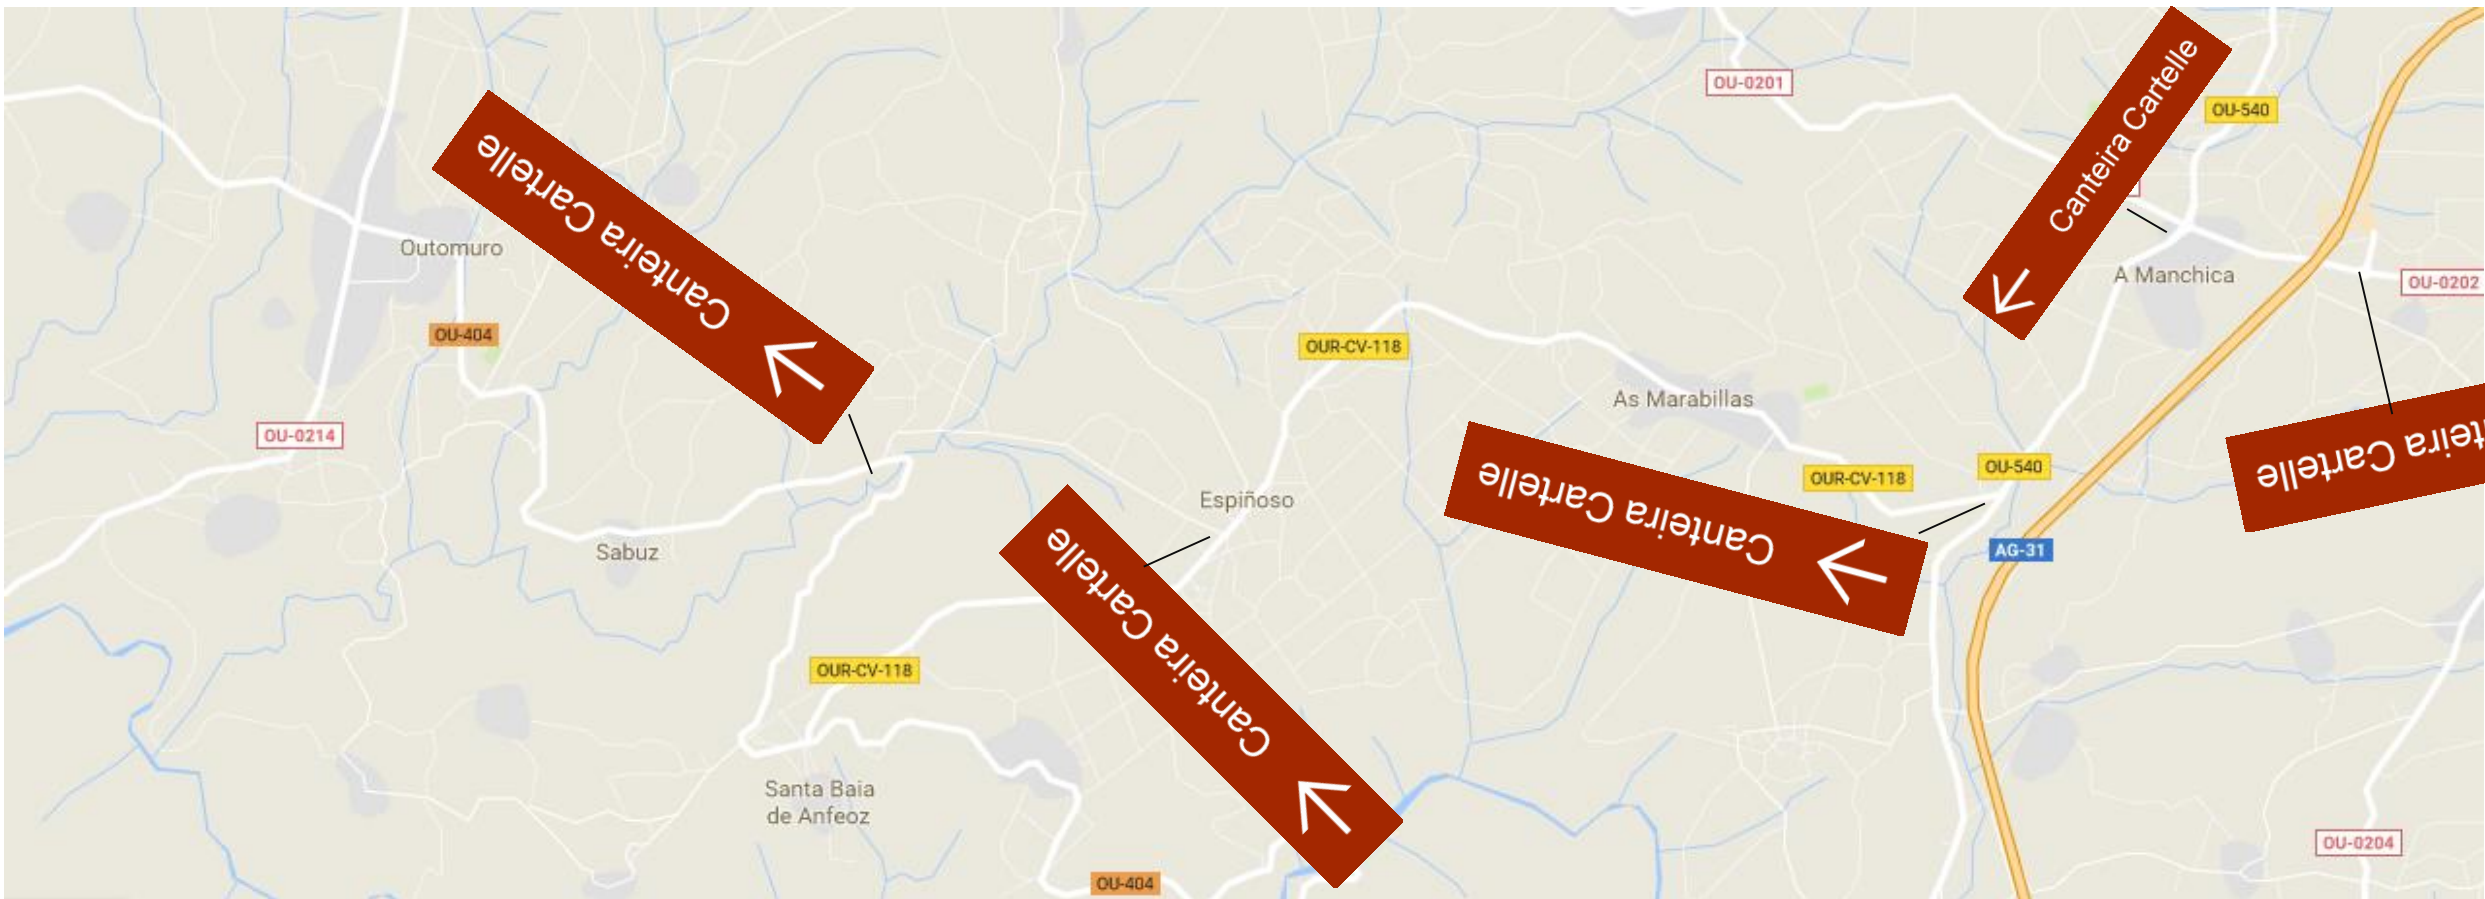 OU-0201
Canteira Cartelle
OU-540
Canteira Cartelle
Outomuro
A Manchica
OU-0202
OU-404
OUR-CV-118
As Marabillas
OU-0214
Canteira Cartelle
OUR-CV-118
OU-540
teira Cartelle
Espiñoso
Sabuz
AG-31
Canteira Cartelle
OUR-CV-118
Santa Baia
de Anfeoz
OU-0204
OU-404